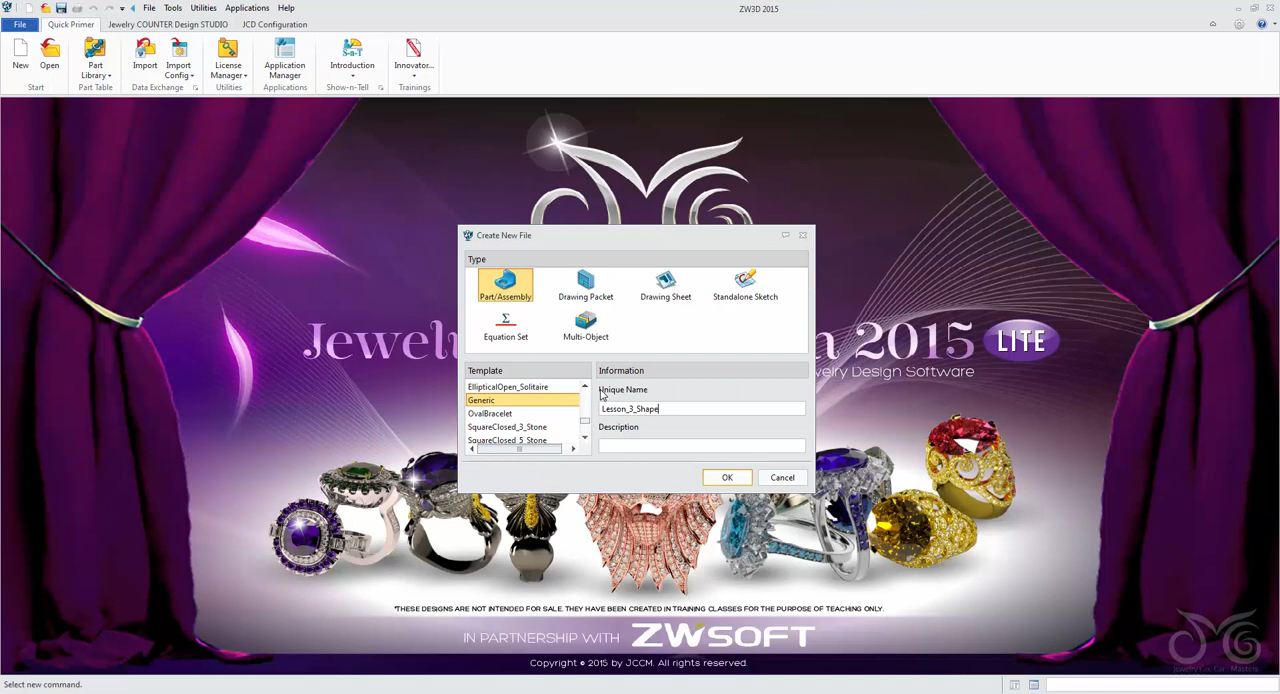 File Tools Utilities Applications Help
ZW3D 2015
File Quick Primer Jewelry COUNTER Design STUDIO JCD Configuration
New Open Part Library Import Import Config License Manager Application Manager Introduction Innovator...
Start Part Table Data Exchange Utilities Applications Show-n-Tell Trainings
Create New File
Type
Part/Assembly Drawing Packet Drawing Sheet Standalone Sketch
Equation Set Multi-Object
Template Information
EllipticalOpen_Solitaire
Generic
OvalBracelet
SquareClosed_3_Stone
SquareClosed_5_Stone
Unique Name
Lesson_3_Shape
Description
OK Cancel
Jewelry 2015 LITE
*THESE DESIGNS ARE NOT INTENDED FOR SALE. THEY HAVE BEEN CREATED IN TRAINING CLASSES FOR THE PURPOSE OF TEACHING ONLY.
IN PARTNERSHIP WITH ZWSOFT
Copyright © 2015 by JCCM. All rights reserved.
Select new command.